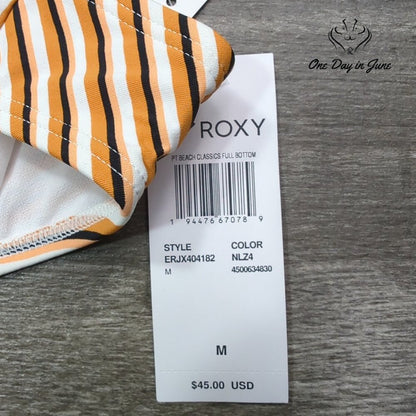 One Day in June
ROXY
PT BEACH CLASSICS FULL BOTTOM
1 94476 67078 9
STYLE COLOR
ERJX404182 NLZ4
M 4500634830
M
$45.00 USD